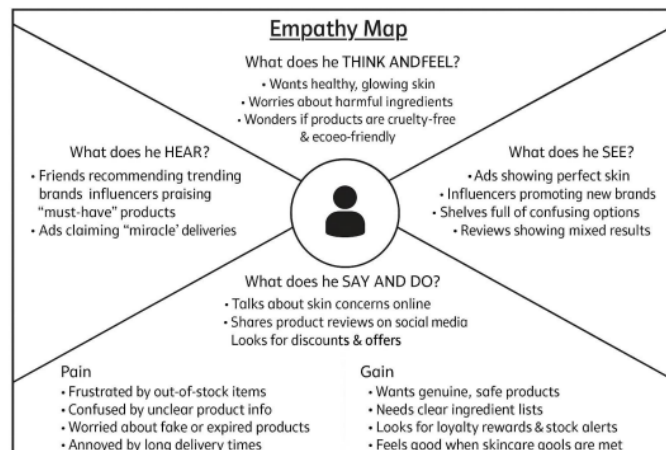 Empathy Map
What does he THINK ANDFEEL?
• Wants healthy, glowing skin
• Worries about harmful ingredients
• Wonders if products are cruelty-free
& ecoeo-friendly
What does he HEAR?
• Friends recommending trending
brands influencers praising
“must-have” products
• Ads claiming “miracle’ deliveries
What does he SEE?
• Ads showing perfect skin
• Influencers promoting new brands
• Shelves full of confusing options
• Reviews showing mixed results
What does he SAY AND DO?
• Talks about skin concerns online
• Shares product reviews on social media
Looks for discounts & offers
Pain
• Frustrated by out-of-stock items
• Confused by unclear product info
• Worried about fake or expired products
• Annoyed by long delivery times
Gain
• Wants genuine, safe products
• Needs clear ingredient lists
• Looks for loyalty rewards & stock alerts
• Feels good when skincare gools are met